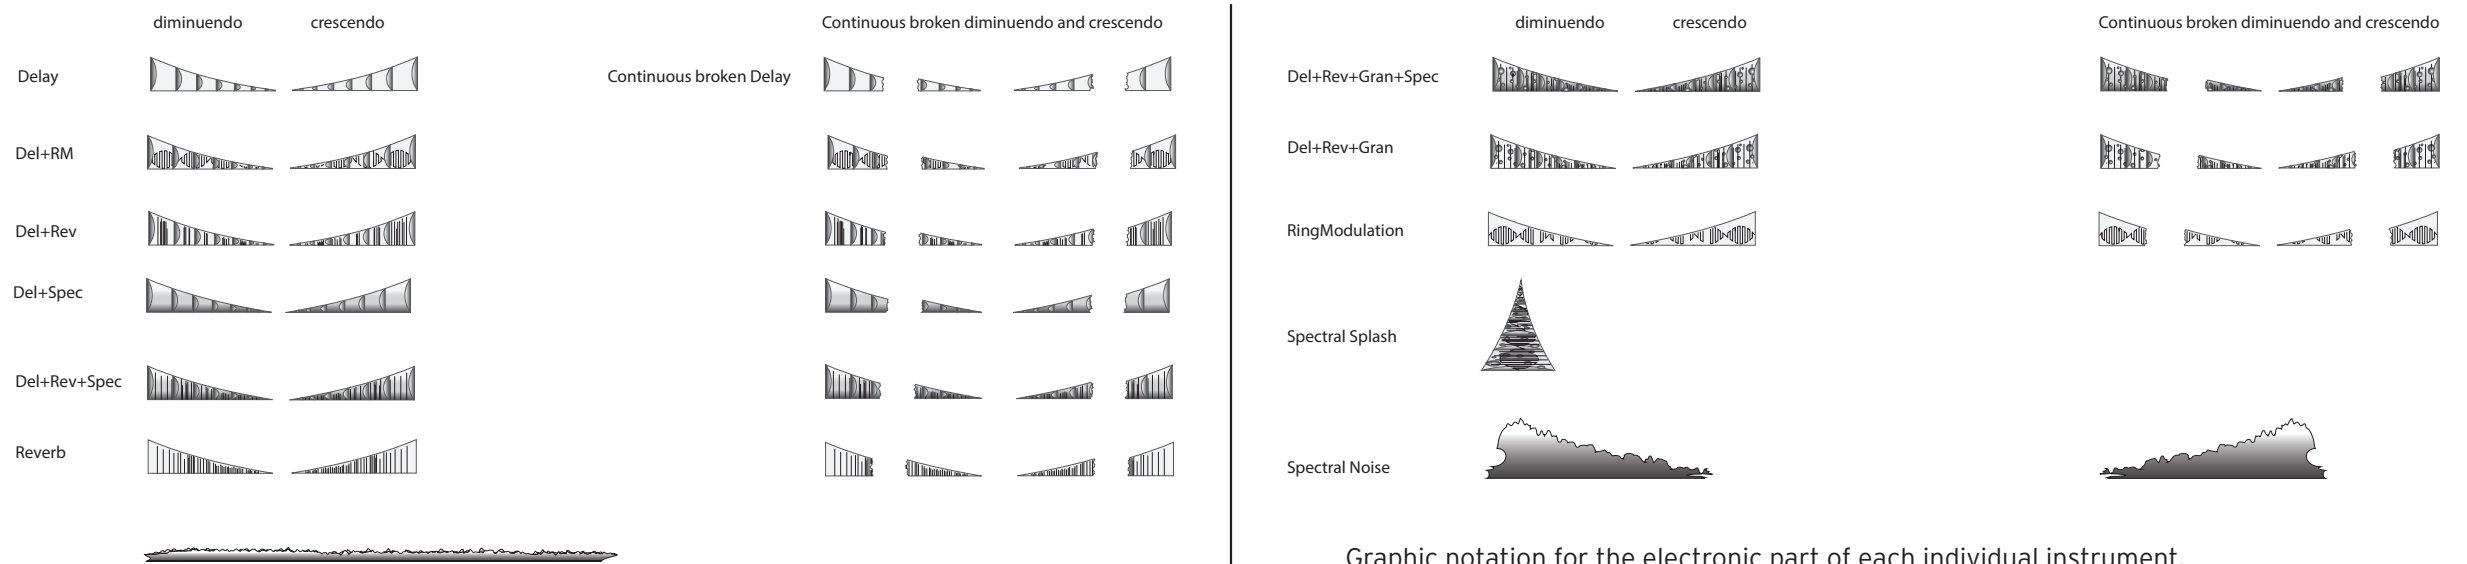 diminuendo crescendo Continuous broken diminuendo and crescendo
Delay Continuous broken Delay
Del+RM
Del+Rev
Del+Spec
Del+Rev+Spec
Reverb
diminuendo crescendo Continuous broken diminuendo and crescendo
Del+Rev+Gran+Spec
Del+Rev+Gran
RingModulation
Spectral Splash
Spectral Noise
Graphic notation for the electronic part of each individual instrument.